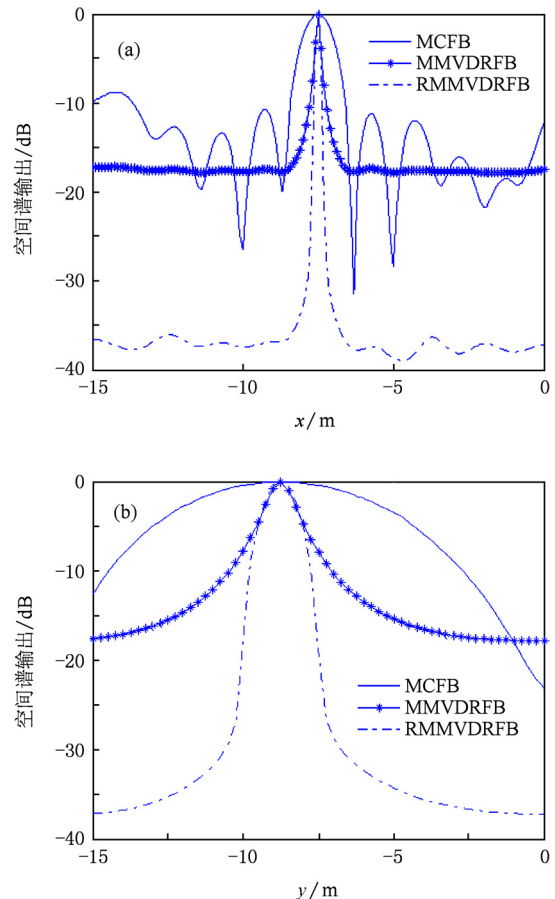 (a)
MCFB
MMVDRFB
RMMVDRFB
0
−10
−20
−30
−40
空间谱输出/dB
−15
−10
−5
0
x/m
(b)
MCFB
MMVDRFB
RMMVDRFB
0
−10
−20
−30
−40
空间谱输出/dB
−15
−10
−5
0
y/m